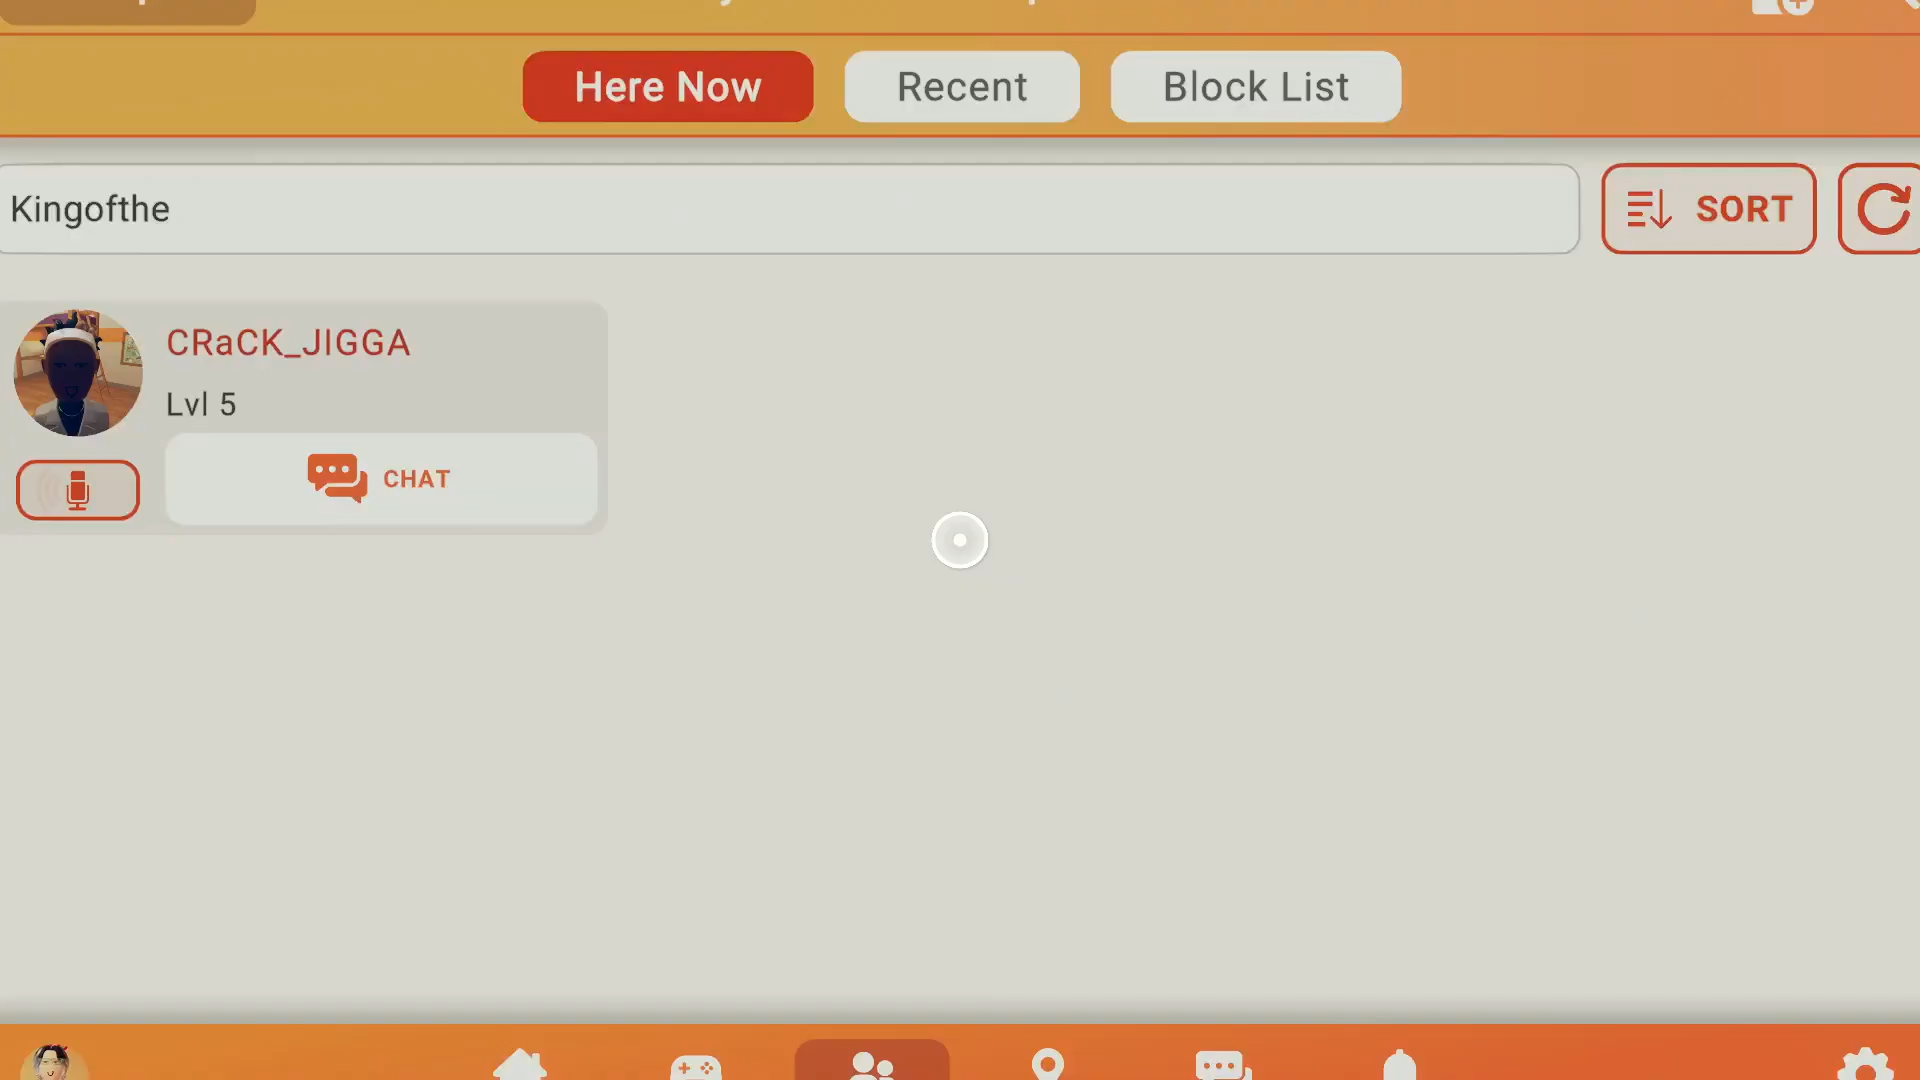 Here Now
Recent
Block List
Kingofthe
SORT
CRaCK_JIGGA
Lvl 5
CHAT